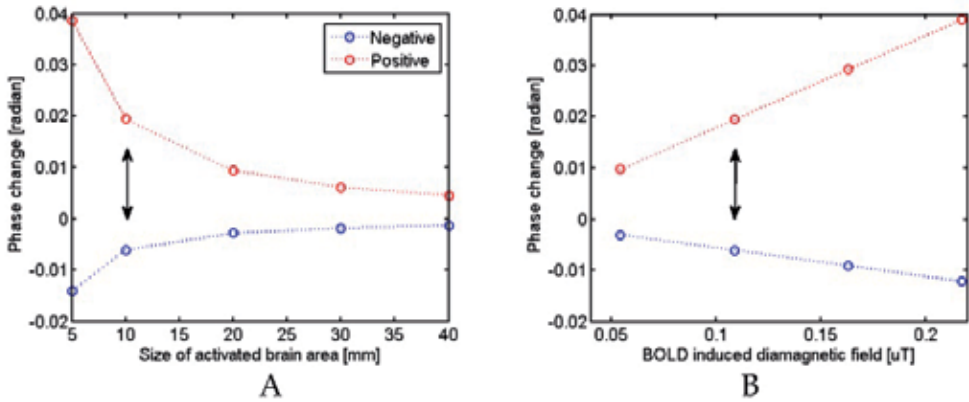 0.04
0.03
0.02
0.01
0
-0.01
-0.02
Phase change [radian]
Negative
Positive
5 10 15 20 25 30 35 40
Size of activated brain area [mm]
A
0.04
0.03
0.02
0.01
0
-0.01
-0.02
Phase change [radian]
0.05 0.1 0.15 0.2
BOLD induced diamagnetic field [uT]
B